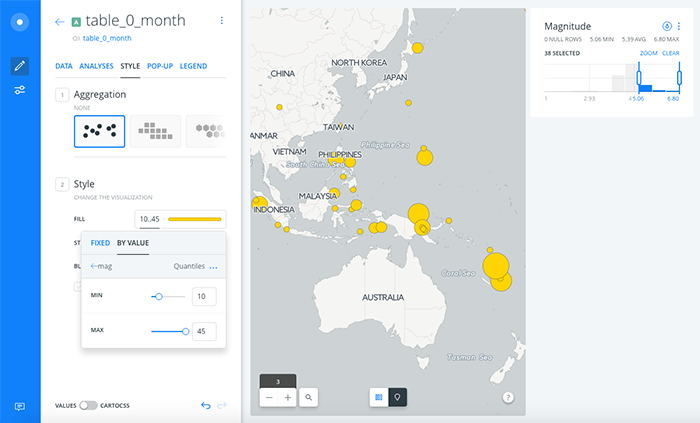 A table_0_month
table_0_month
DATA ANALYSES STYLE POP-UP LEGEND
1 Aggregation
NONE
2 Style
CHANGE THE VISUALIZATION
FILL 10..45
ST
BL
FIXED BY VALUE
←mag Quantiles ...
MIN 10
MAX 45
VALUES CARTOCSS
NORTH KOREA
JAPAN
CHINA
TAIWAN
ANMAR
VIETNAM
Philippine Sea
PHILIPPINES
South China Sea
MALAYSIA
INDONESIA
Coral Sea
AUSTRALIA
Tasman Sea
3
− +
?
Magnitude
0 NULL ROWS 5.06 MIN 5.39 AVG 6.80 MAX
38 SELECTED ZOOM CLEAR
1 2.93 4 5.06 6.80